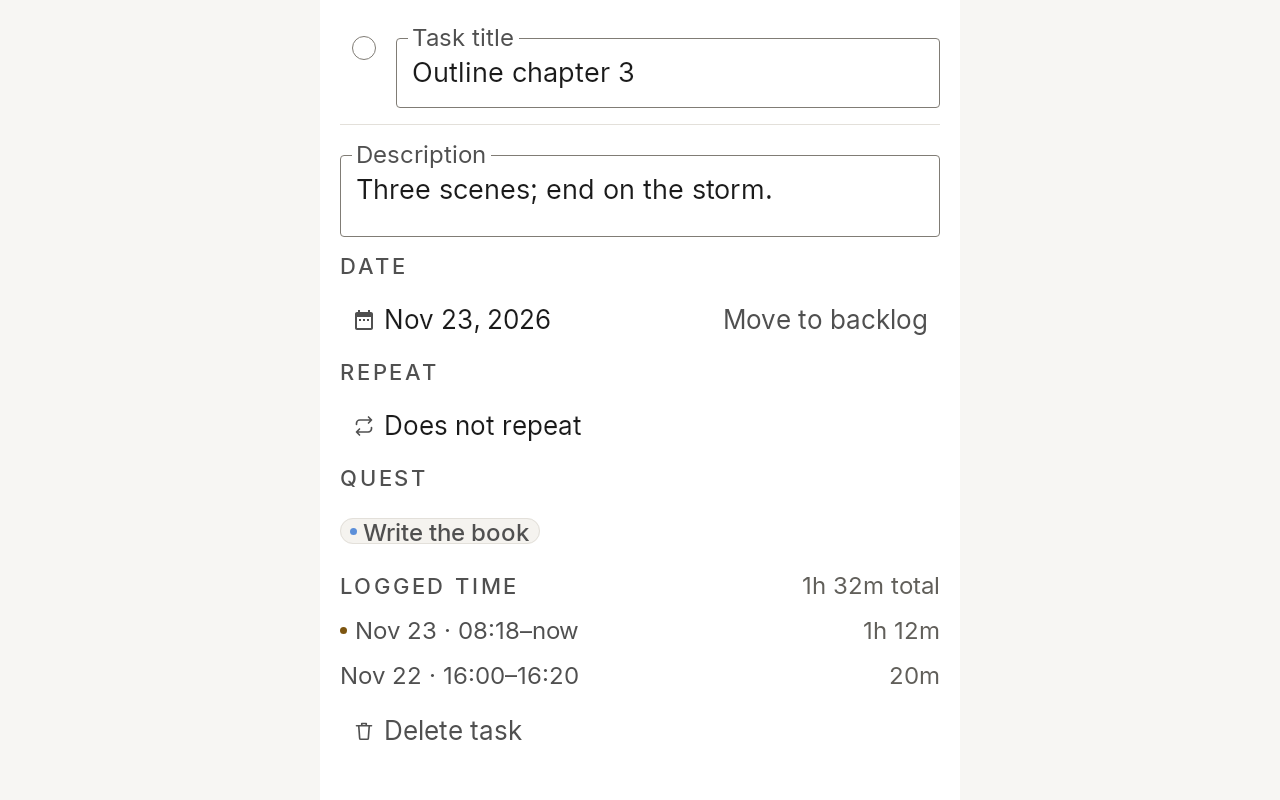 Task title
Outline chapter 3
Description
Three scenes; end on the storm.
DATE
Nov 23, 2026 Move to backlog
REPEAT
Does not repeat
QUEST
Write the book
LOGGED TIME 1h 32m total
Nov 23 · 08:18–now 1h 12m
Nov 22 · 16:00–16:20 20m
Delete task